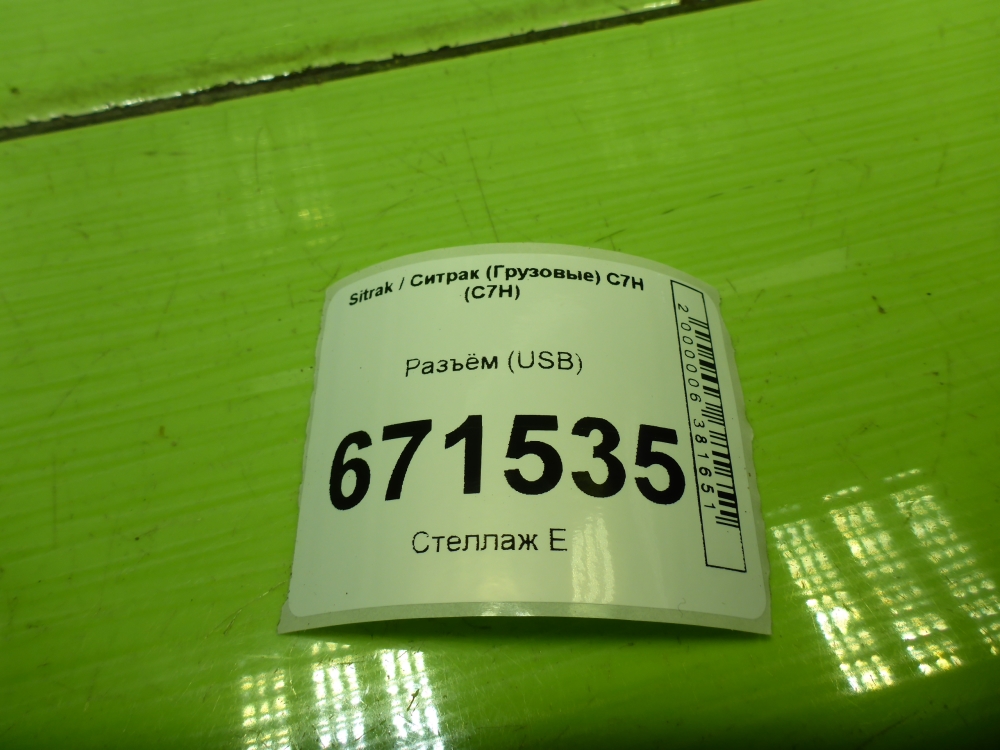 Sitrak / Ситрак (Грузовые) C7H
(C7H)
Разъём (USB)
671535
Стеллаж Е
2000006381651